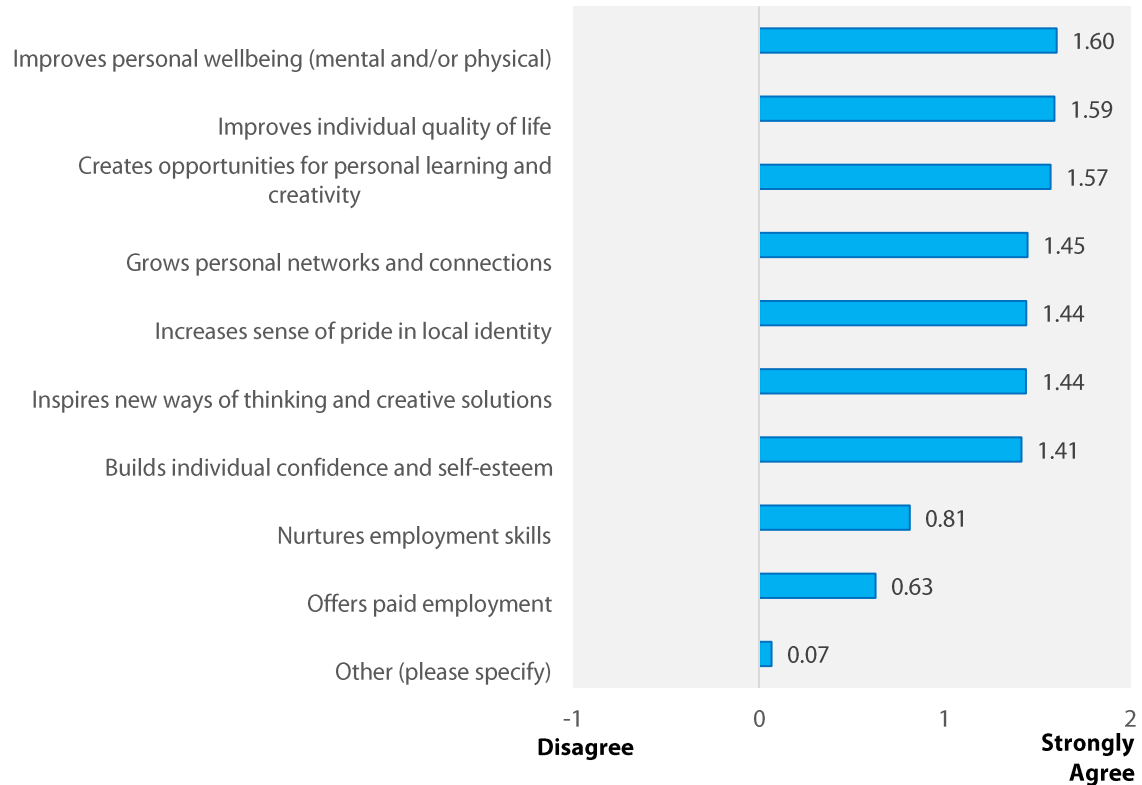 Improves personal wellbeing (mental and/or physical)
1.60
Improves individual quality of life
1.59
Creates opportunities for personal learning and
creativity
1.57
Grows personal networks and connections
1.45
Increases sense of pride in local identity
1.44
Inspires new ways of thinking and creative solutions
1.44
Builds individual confidence and self-esteem
1.41
Nurtures employment skills
0.81
Offers paid employment
0.63
Other (please specify)
0.07
-1 0 1 2
Disagree
Strongly
Agree